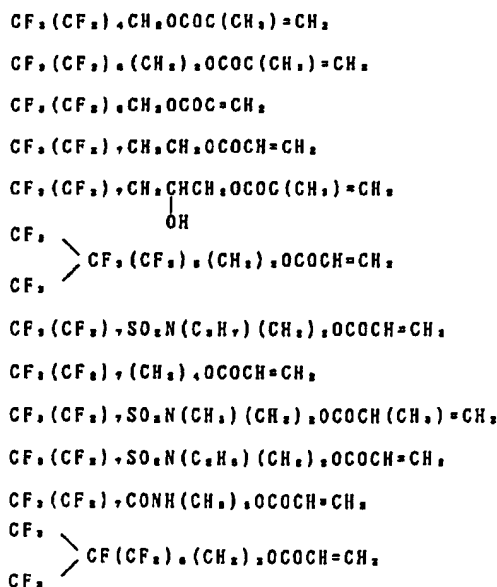 CF₃(CF₂)₄CH₂OCOC(CH₃)=CH₂
CF₃(CF₂)₆(CH₂)₂OCOC(CH₃)=CH₂
CF₃(CF₂)₆CH₂OCOC=CH₂
CF₃(CF₂)₇CH₂CH₂OCOCH=CH₂
CF₃(CF₂)₇CH₂CHCH₂OCOC(CH₃)=CH₂
OH
CF₃
CF₂(CF₂)₈(CH₂)₂OCOCH=CH₂
CF₃
CF₃(CF₂)₇SO₂N(C₃H₇)(CH₂)₂OCOCH=CH₂
CF₃(CF₂)₇(CH₂)₄OCOCH=CH₂
CF₃(CF₂)₇SO₂N(CH₃)(CH₂)₂OCOCH(CH₃)=CH₂
CF₃(CF₂)₇SO₂N(C₂H₅)(CH₂)₂OCOCH=CH₂
CF₃(CF₂)₇CONH(CH₂)₂OCOCH=CH₂
CF₃
CF(CF₂)₆(CH₂)₃OCOCH=CH₂
CF₃